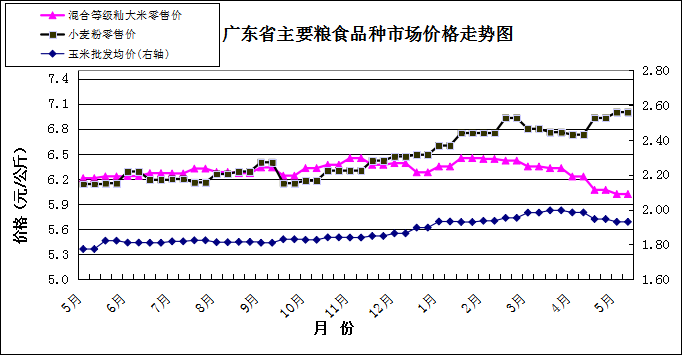 混合等级籼大米零售价
小麦粉零售价
玉米批发均价(右轴)
广东省主要粮食品种市场价格走势图
价格（元/公斤）
7.4
7.1
6.8
6.5
6.2
5.9
5.6
5.3
5.0
2.80
2.60
2.40
2.20
2.00
1.80
1.60
5月
6月
7月
8月
9月
10月
11月
12月
1月
2月
3月
4月
5月
月 份